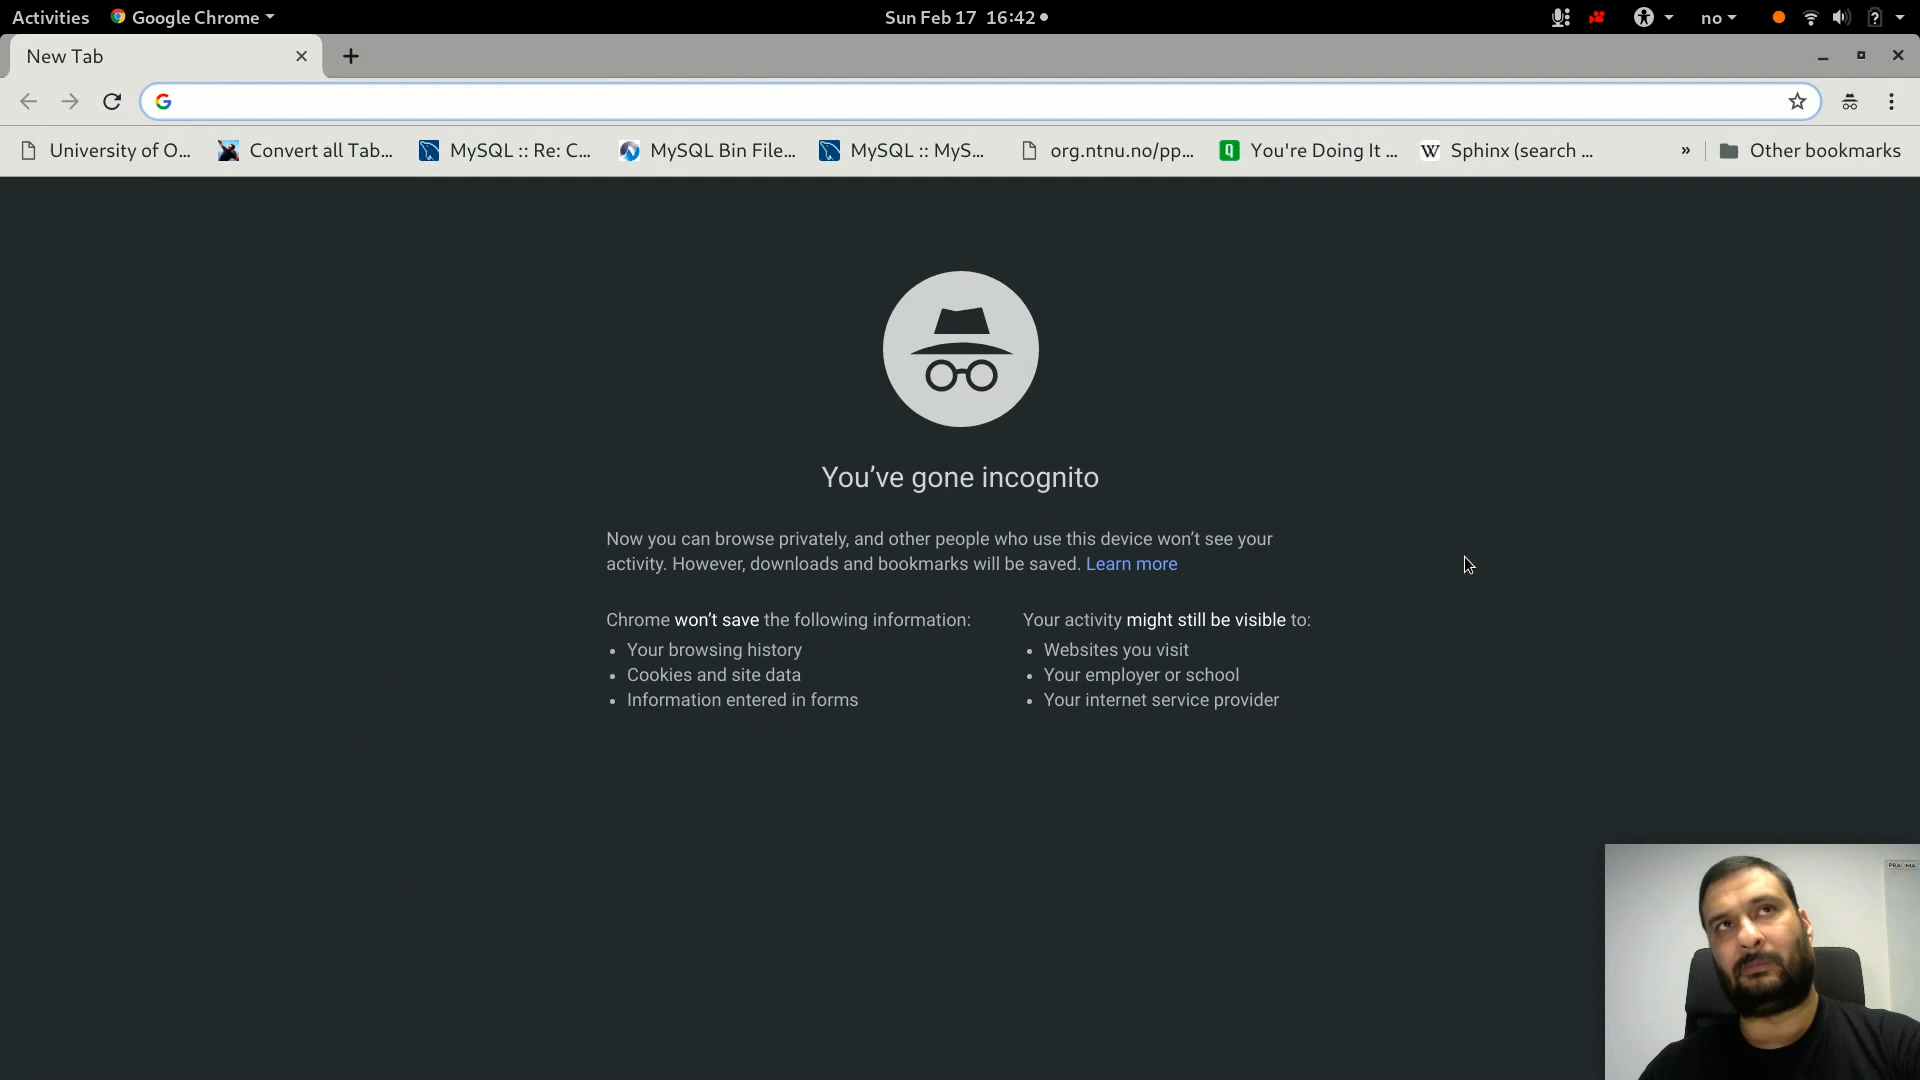 Activities Google Chrome Sun Feb 17 16:42 no
New Tab
University of O... Convert all Tab... MySQL :: Re: C... MySQL Bin File... MySQL :: MyS... org.ntnu.no/pp... You're Doing It ... W Sphinx (search ... » Other bookmarks
You've gone incognito
Now you can browse privately, and other people who use this device won't see your
activity. However, downloads and bookmarks will be saved. Learn more
Chrome won't save the following information:
• Your browsing history
• Cookies and site data
• Information entered in forms
Your activity might still be visible to:
• Websites you visit
• Your employer or school
• Your internet service provider
PRAGMA